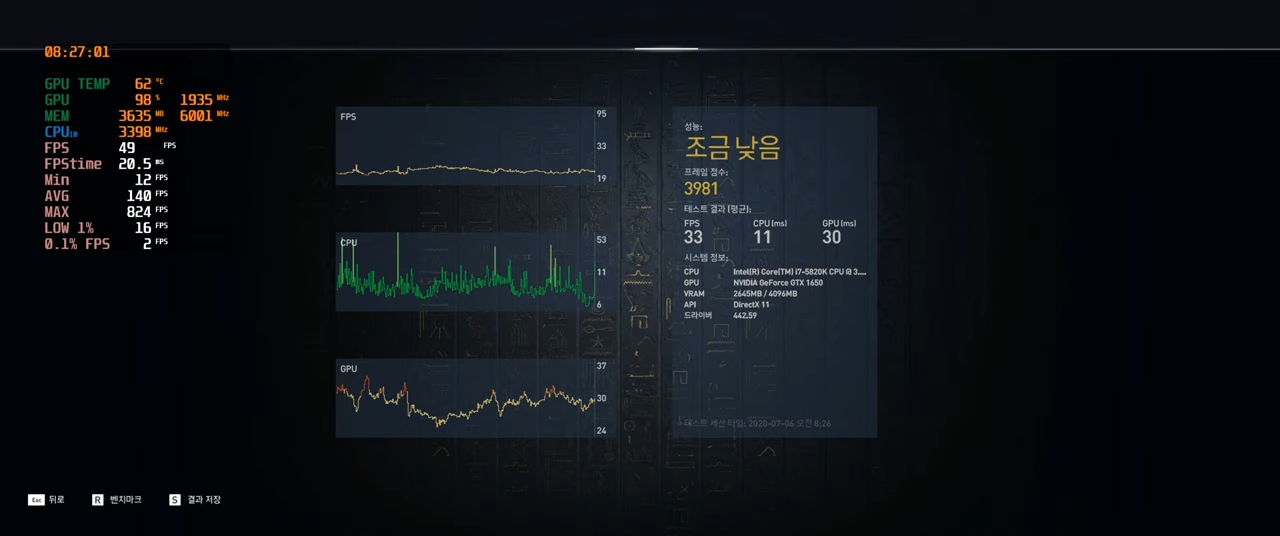 08:27:01
GPU TEMP 62 °C
GPU 98 % 1935 MHz
MEM 3635 MB 6001 MHz
CPU10 3398 MHz
FPS 49 FPS
FPStime 20.5 ms
Min 12 FPS
AVG 140 FPS
MAX 824 FPS
LOW 1% 16 FPS
0.1% FPS 2 FPS
FPS
95
33
19
CPU
53
11
6
GPU
37
30
24
성능:
조금 낮음
프레임 점수:
3981
테스트 결과 (평균):
FPS CPU (ms) GPU (ms)
33 11 30
시스템 정보:
CPU Intel(R) Core(TM) i7-5820K CPU @ 3....
GPU NVIDIA GeForce GTX 1650
VRAM 2645MB / 4096MB
API DirectX 11
드라이버 442.59
테스트 세션 타임: 2020-07-06 오전 8:26
Esc 뒤로 R 벤치마크 S 결과 저장